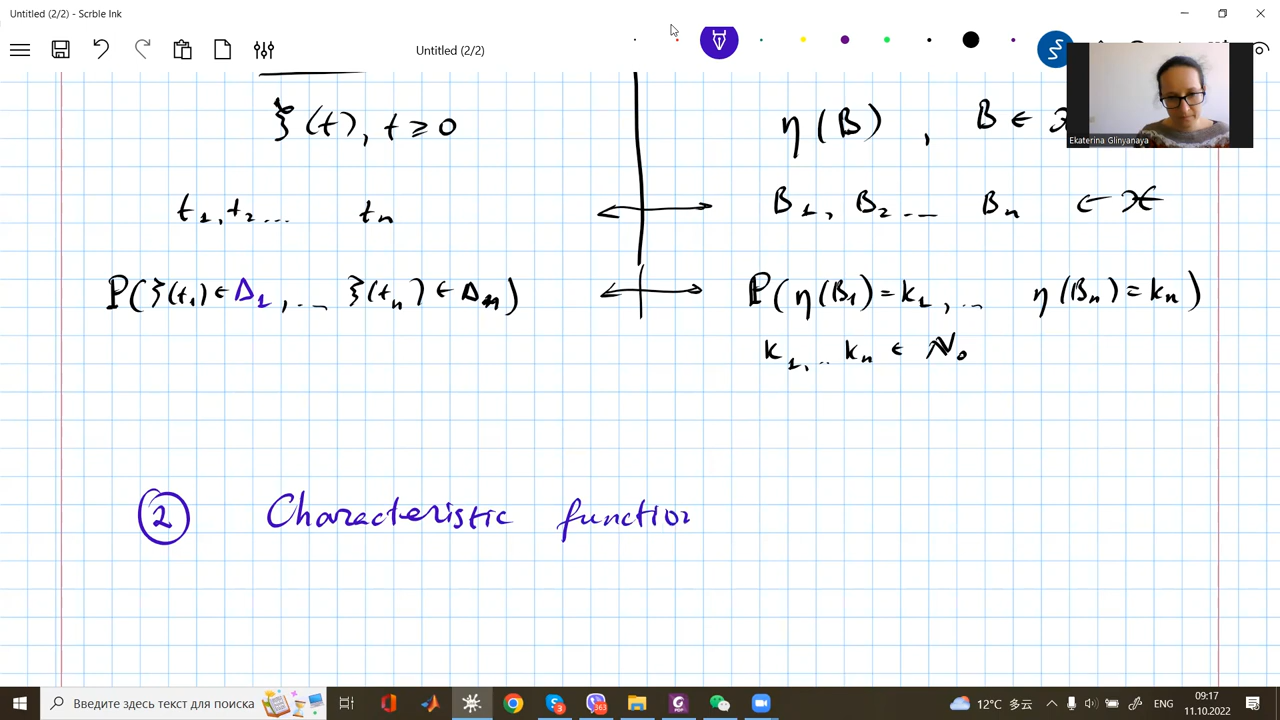 Untitled (2/2) - Scrble Ink
Untitled (2/2)
ξ(t), t ≥ 0
η(B), B ∈
Ekaterina Glinyanaya
t₁, t₂ ... tₙ
B₁, B₂ ... Bₙ ∈ 𝒳
P(ξ(t₁) ∈ Δ₁, ... ξ(tₙ) ∈ Δₙ)
P(η(B₁) = k₁, ... η(Bₙ) = kₙ)
k₁, .. kₙ ∈ ℕ₀
② Characteristic function
Введите здесь текст для поиска
12°C 多云
ENG
09:17
11.10.2022